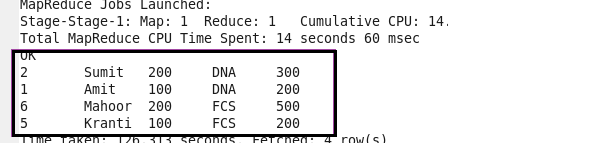 MapReduce Jobs Launched:
Stage-Stage-1: Map: 1  Reduce: 1   Cumulative CPU: 14.
Total MapReduce CPU Time Spent: 14 seconds 60 msec
OK
2       Sumit   200     DNA     300
1       Amit    100     DNA     200
6       Mahoor  200     FCS     500
5       Kranti  100     FCS     200
Time taken: 126.313 seconds, Fetched: 4 row(s)